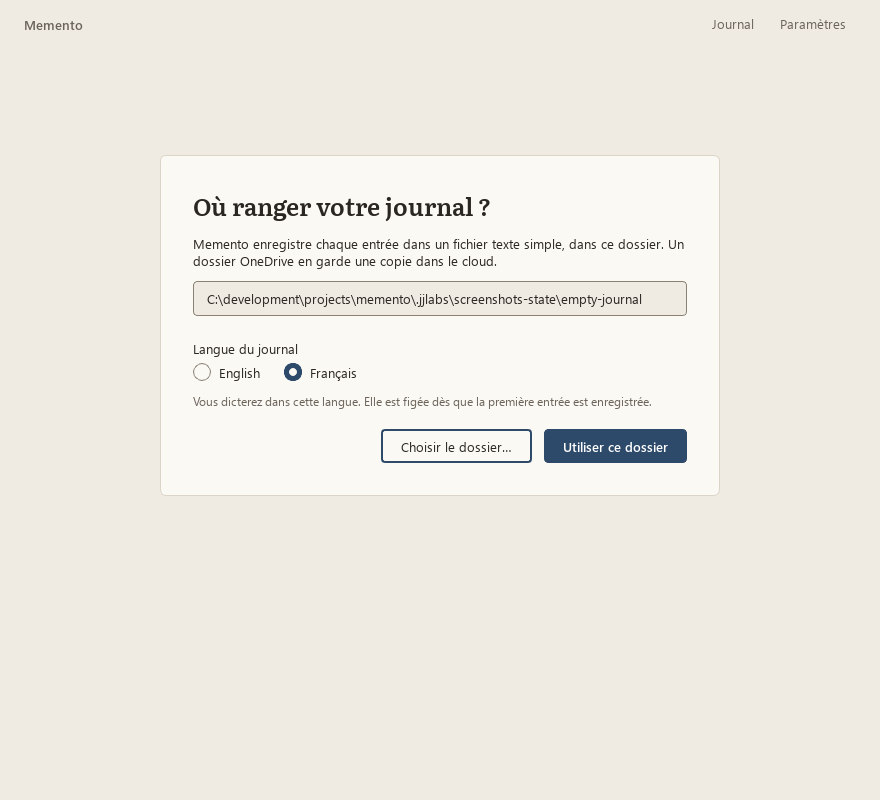 Memento
Journal
Paramètres
Où ranger votre journal ?
Memento enregistre chaque entrée dans un fichier texte simple, dans ce dossier. Un
dossier OneDrive en garde une copie dans le cloud.
C:\development\projects\memento\.jjlabs\screenshots-state\empty-journal
Langue du journal
English
Français
Vous dicterez dans cette langue. Elle est figée dès que la première entrée est enregistrée.
Choisir le dossier…
Utiliser ce dossier